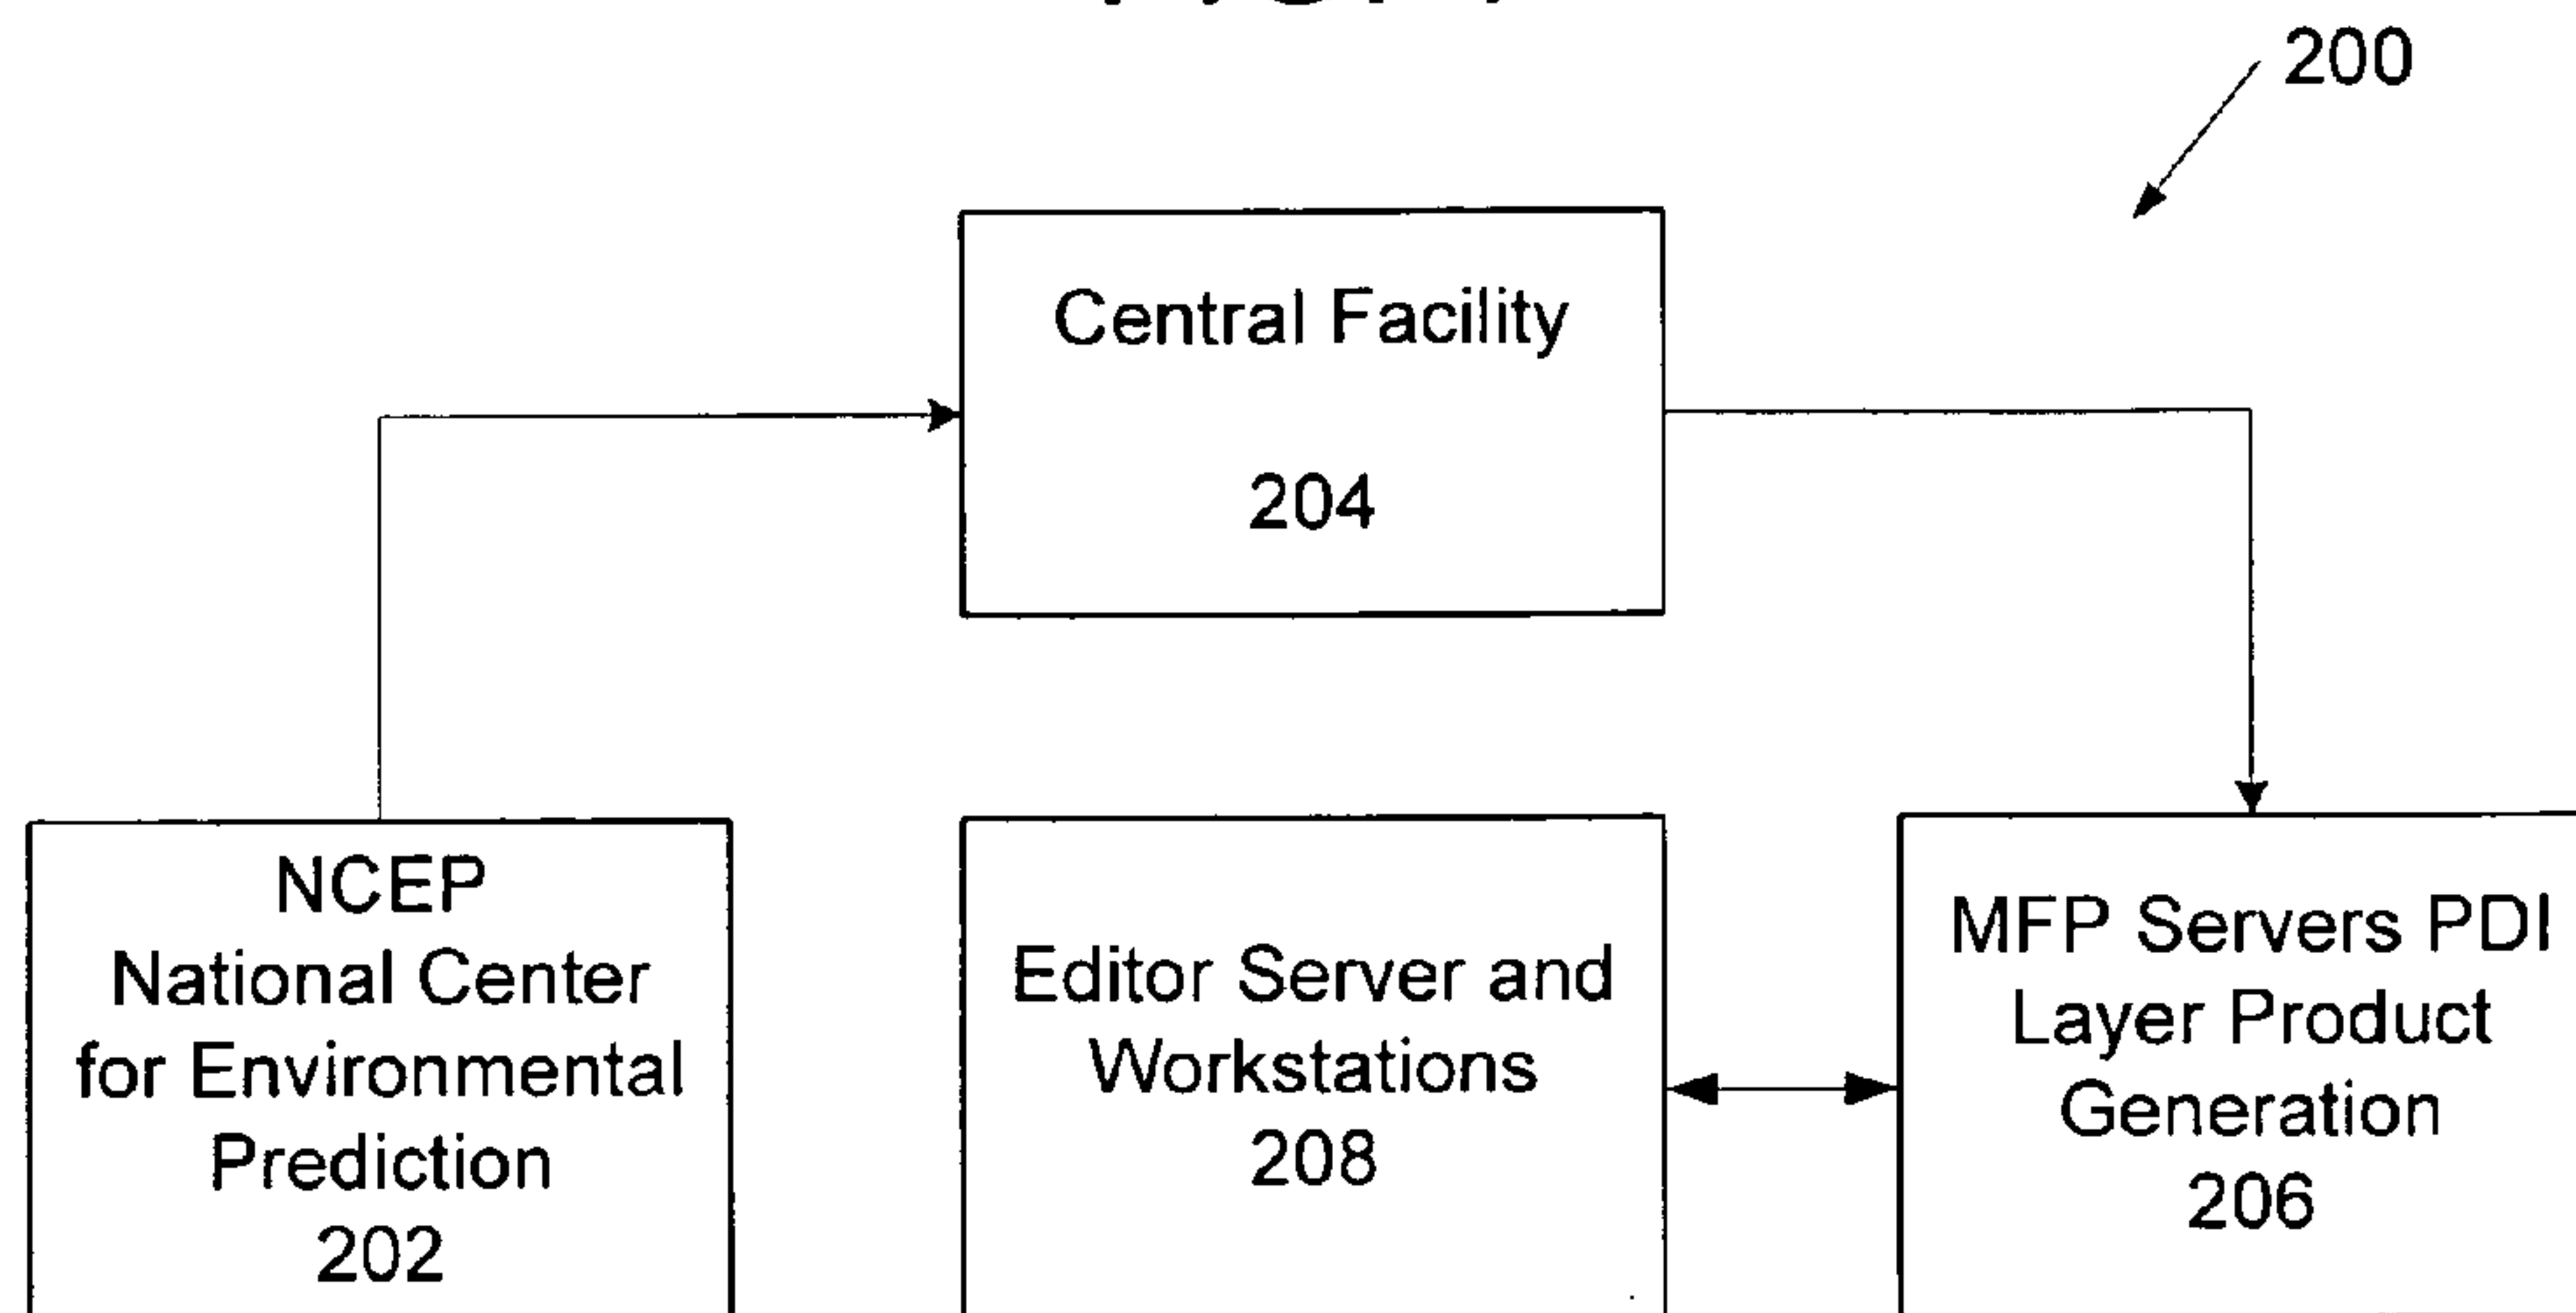 200
Central Facility
204
NCEP
National Center
for Environmental
Prediction
202
Editor Server and
Workstations
208
MFP Servers PDI
Layer Product
Generation
206